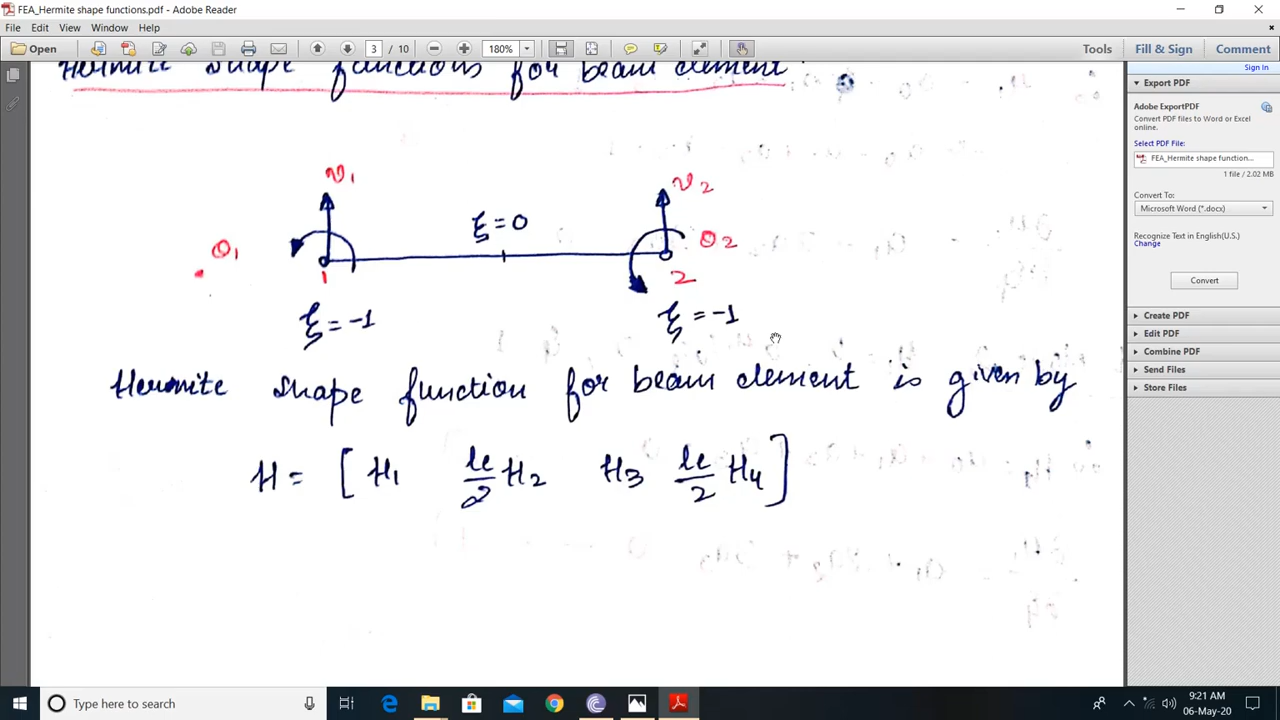 FEA_Hermite shape functions.pdf - Adobe Reader
File Edit View Window Help
Open 3 / 10 180% Tools Fill & Sign Comment
Sign In
Export PDF
Adobe ExportPDF
Convert PDF files to Word or Excel
online.
Select PDF File:
FEA_Hermite shape function...
1 file / 2.02 MB
Convert To:
Microsoft Word (*.docx)
Recognize Text in English(U.S.)
Change
Convert
Create PDF
Edit PDF
Combine PDF
Send Files
Store Files
Hermite shape functions for beam element
v1 v2
ξ=0
θ1 θ2
1 2
ξ=-1 ξ=-1
Hermite shape function for beam element is given by
H= [ H1 le/2 H2 H3 le/2 H4 ]
Type here to search
9:21 AM
06-May-20